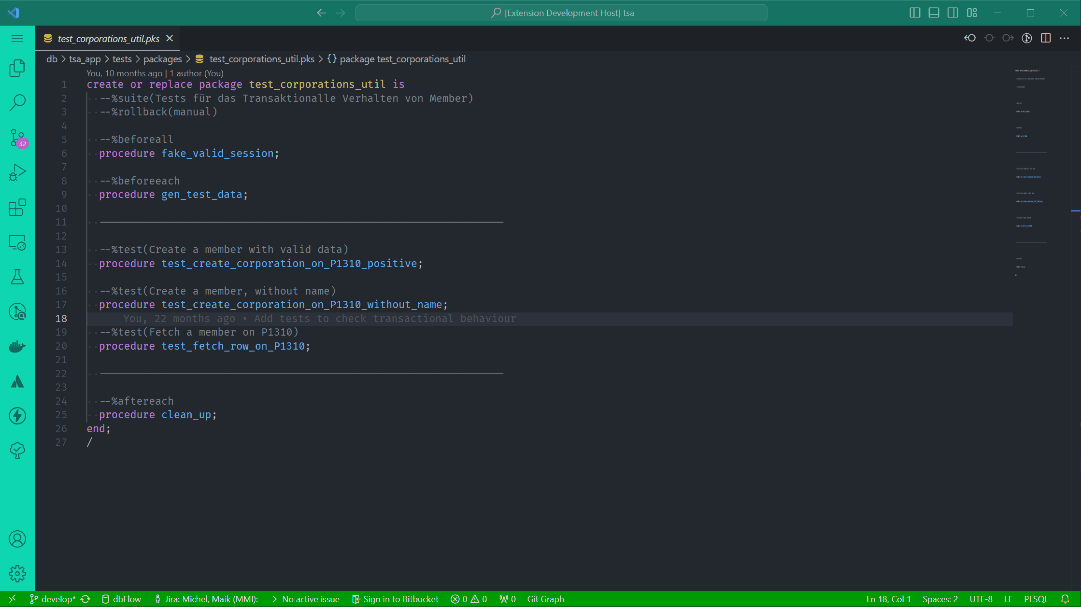 [Extension Development Host] tsa
test_corporations_util.pks
db > tsa_app > tests > packages > test_corporations_util.pks > {} package test_corporations_util
You, 10 months ago | 1 author (You)
1 create or replace package test_corporations_util is
2 --%suite(Tests für das Transaktionalle Verhalten von Member)
3 --%rollback(manual)
4
5 --%beforeall
6 procedure fake_valid_session;
7
8 --%beforeeach
9 procedure gen_test_data;
10
11
12
13 --%test(Create a member with valid data)
14 procedure test_create_corporation_on_P1310_positive;
15
16 --%test(Create a member, without name)
17 procedure test_create_corporation_on_P1310_without_name;
18 You, 22 months ago • Add tests to check transactional behaviour
19 --%test(Fetch a member on P1310)
20 procedure test_fetch_row_on_P1310;
21
22
23
24 --%aftereach
25 procedure clean_up;
26 end;
27 /
develop* dbFlow Jira: Michel, Maik (MMI): No active issue Sign in to Bitbucket 0 0 0 Git Graph Ln 18, Col 1 Spaces: 2 UTF-8 LF PLSQL